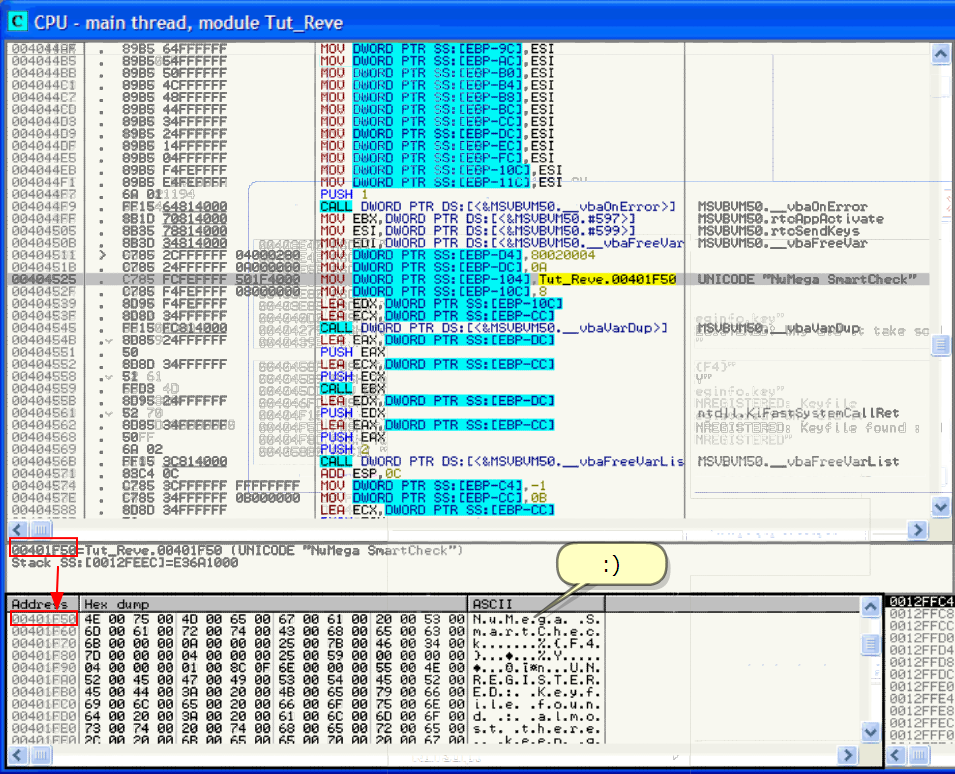 CPU - main thread, module Tut_Reve
004044AF . 89B5 64FFFFFF MOV DWORD PTR SS:[EBP-9C],ESI
004044B5 . 89B5 54FFFFFF MOV DWORD PTR SS:[EBP-AC],ESI
004044BB . 89B5 50FFFFFF MOV DWORD PTR SS:[EBP-B0],ESI
004044C1 . 89B5 4CFFFFFF MOV DWORD PTR SS:[EBP-B4],ESI
004044C7 . 89B5 48FFFFFF MOV DWORD PTR SS:[EBP-B8],ESI
004044CD . 89B5 44FFFFFF MOV DWORD PTR SS:[EBP-BC],ESI
004044D3 . 89B5 34FFFFFF MOV DWORD PTR SS:[EBP-CC],ESI
004044D9 . 89B5 24FFFFFF MOV DWORD PTR SS:[EBP-DC],ESI
004044DF . 89B5 14FFFFFF MOV DWORD PTR SS:[EBP-EC],ESI
004044E5 . 89B5 04FFFFFF MOV DWORD PTR SS:[EBP-FC],ESI
004044EB . 89B5 F4FEFFFF MOV DWORD PTR SS:[EBP-10C],ESI
004044F1 . 89B5 E4FEFFFF MOV DWORD PTR SS:[EBP-11C],ESI
004044F7 . 6A 01 PUSH 1
004044F9 . FF15 64814000 CALL DWORD PTR DS:[<&MSVBVM50.__vbaOnError>] MSVBVM50.__vbaOnError
004044FF . 8B1D 70814000 MOV EBX,DWORD PTR DS:[<&MSVBVM50.#597>] MSVBVM50.rtcAppActivate
00404505 . 8B35 78814000 MOV ESI,DWORD PTR DS:[<&MSVBVM50.#599>] MSVBVM50.rtcSendKeys
0040450B . 8B3D 34814000 MOV EDI,DWORD PTR DS:[<&MSVBVM50.__vbaFreeVar MSVBVM50.__vbaFreeVar
00404511 > C785 2CFFFFFF 04000280 MOV DWORD PTR SS:[EBP-D4],80020004
0040451B . C785 24FFFFFF 0A000000 MOV DWORD PTR SS:[EBP-DC],0A
00404525 . C785 FCFEFFFF 501F4000 MOV DWORD PTR SS:[EBP-104],Tut_Reve.00401F50 UNICODE "NuMega SmartCheck"
0040452F . C785 F4FEFFFF 08000000 MOV DWORD PTR SS:[EBP-10C],8
00404539 . 8D95 F4FEFFFF LEA EDX,DWORD PTR SS:[EBP-10C]
0040453F . 8D8D 34FFFFFF LEA ECX,DWORD PTR SS:[EBP-CC]
00404545 . FF15 FC814000 CALL DWORD PTR DS:[<&MSVBVM50.__vbaVarDup>] MSVBVM50.__vbaVarDup
0040454B . 8D85 24FFFFFF LEA EAX,DWORD PTR SS:[EBP-DC]
00404551 . 50 PUSH EAX
00404552 . 8D8D 34FFFFFF LEA ECX,DWORD PTR SS:[EBP-CC]
00404558 . 51 PUSH ECX
00404559 . FFD3 CALL EBX
0040455B . 8D95 24FFFFFF LEA EDX,DWORD PTR SS:[EBP-DC]
00404561 . 52 PUSH EDX ntdll.KiFastSystemCallRet
00404562 . 8D85 34FFFFFF LEA EAX,DWORD PTR SS:[EBP-CC]
00404568 . 50 PUSH EAX
00404569 . 6A 02 PUSH 2
0040456B . FF15 3C814000 CALL DWORD PTR DS:[<&MSVBVM50.__vbaFreeVarLis MSVBVM50.__vbaFreeVarList
00404571 . 83C4 0C ADD ESP,0C
00404574 . C785 3CFFFFFF FFFFFFFF MOV DWORD PTR SS:[EBP-C4],-1
0040457E . C785 34FFFFFF 0B000000 MOV DWORD PTR SS:[EBP-CC],0B
00404588 . 8D8D 34FFFFFF LEA ECX,DWORD PTR SS:[EBP-CC]
00401F50=Tut_Reve.00401F50 (UNICODE "NuMega SmartCheck")
Stack SS:[0012FEEC]=E36A1000
:)
Address Hex dump ASCII
00401F50 4E 00 75 00 4D 00 65 00 67 00 61 00 20 00 53 00 N.u.M.e.g.a. .S.
00401F60 6D 00 61 00 72 00 74 00 43 00 68 00 65 00 63 00 m.a.r.t.C.h.e.c.
00401F70 6B 00 00 00 0A 00 00 00 25 00 7B 00 46 00 34 00 k.......%.{.F.4.
00401F80 7D 00 00 00 04 00 00 00 25 00 59 00 00 00 00 00 }...♦...%.Y.....
00401F90 04 00 00 00 01 00 8C 0F 6E 00 00 00 55 00 4E 00
00401FA0 52 00 45 00 47 00 49 00 53 00 54 00 45 00 52 00 R.E.G.I.S.T.E.R.
00401FB0 45 00 44 00 3A 00 20 00 4B 00 65 00 79 00 66 00 E.D.:. .K.e.y.f.
00401FC0 69 00 6C 00 65 00 20 00 66 00 6F 00 75 00 6E 00 i.l.e. .f.o.u.n.
00401FD0 64 00 20 00 3A 00 20 00 61 00 6C 00 6D 00 6F 00 d. .:. .a.l.m.o.
00401FE0 73 00 74 00 20 00 74 00 68 00 65 00 72 00 65 00 s.t. .t.h.e.r.e.
00401FF0 2C 00 20 00 6B 00 65 00 65 00 70 00 20 00 67 00 ,. .k.e.e.p. .g.
0012FFC4
0012FFC8
0012FFCC
0012FFD0
0012FFD4
0012FFD8
0012FFDC
0012FFE0
0012FFE4
0012FFE8
0012FFEC
0012FFF0